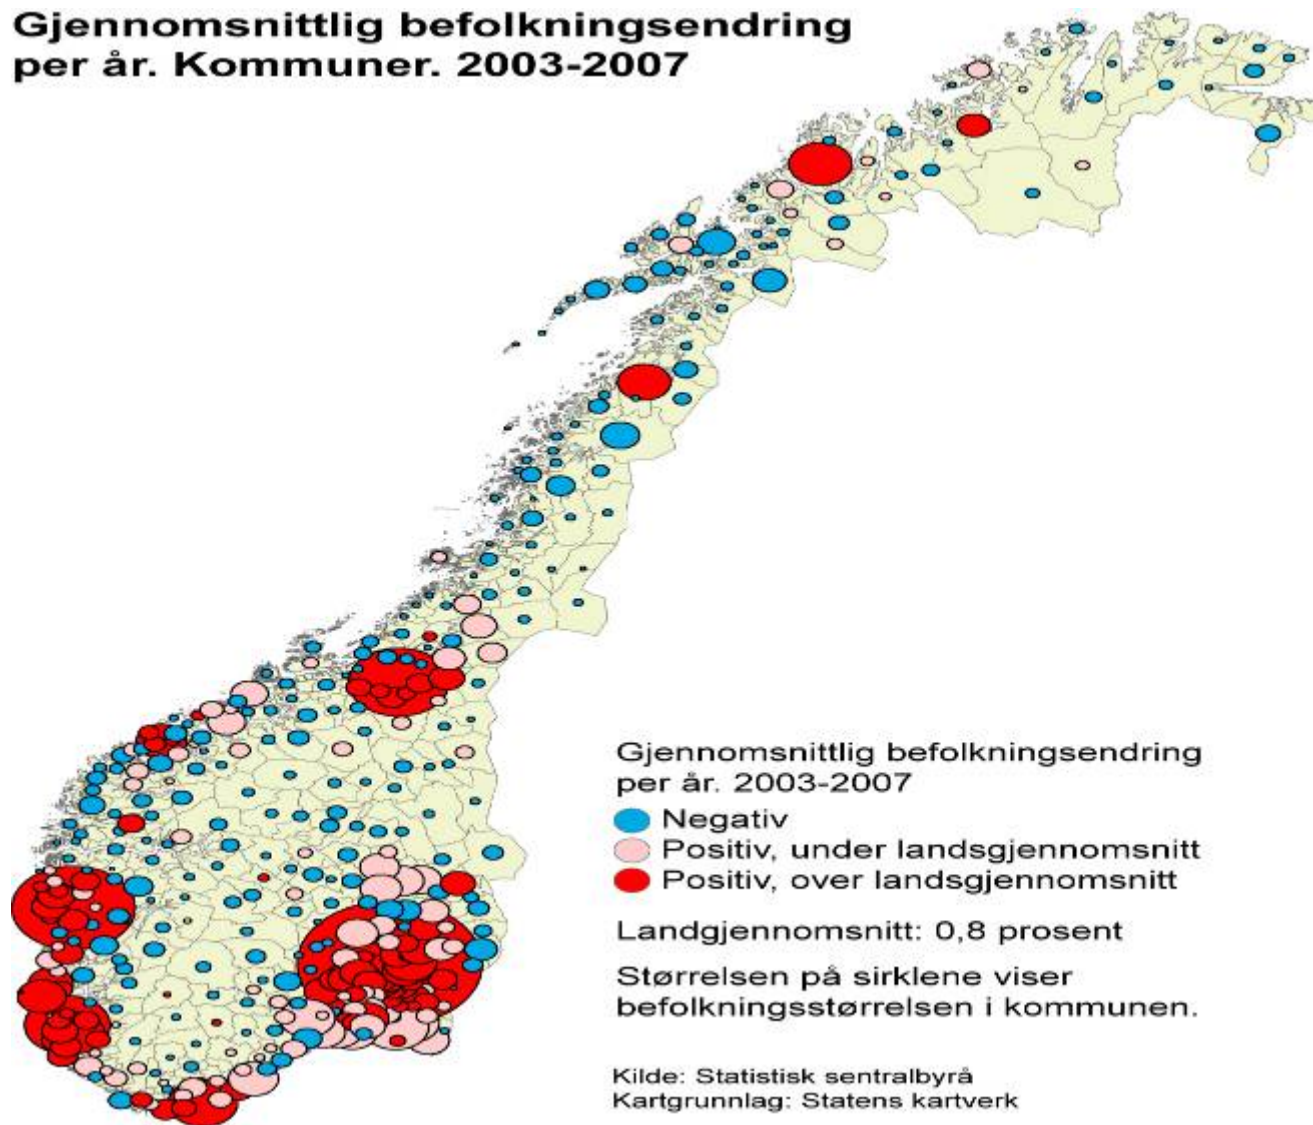 Gjennomsnittlig befolkningsendring
per år. Kommuner. 2003-2007
Gjennomsnittlig befolkningsendring
per år. 2003-2007
Negativ
Positiv, under landsgjennomsnitt
Positiv, over landsgjennomsnitt
Landgjennomsnitt: 0,8 prosent
Størrelsen på sirklene viser
befolkningsstørrelsen i kommunen.
Kilde: Statistisk sentralbyrå
Kartgrunnlag: Statens kartverk